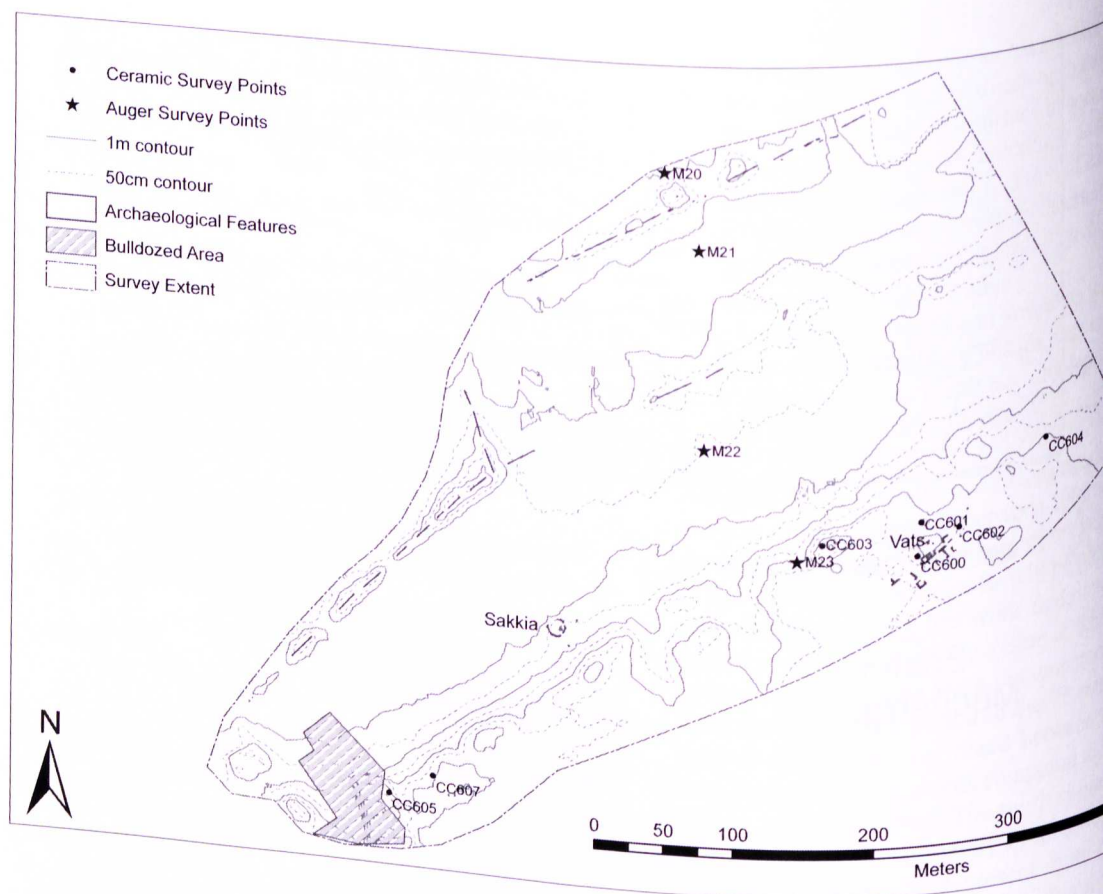 Ceramic Survey Points
Auger Survey Points
1m contour
50cm contour
Archaeological Features
Bulldozed Area
Survey Extent
M20
M21
M22
CC604
CC601
CC602
Vats
CC603
CC600
M23
Sakkia
N
CC607
CC605
0 50 100 200 300
Meters